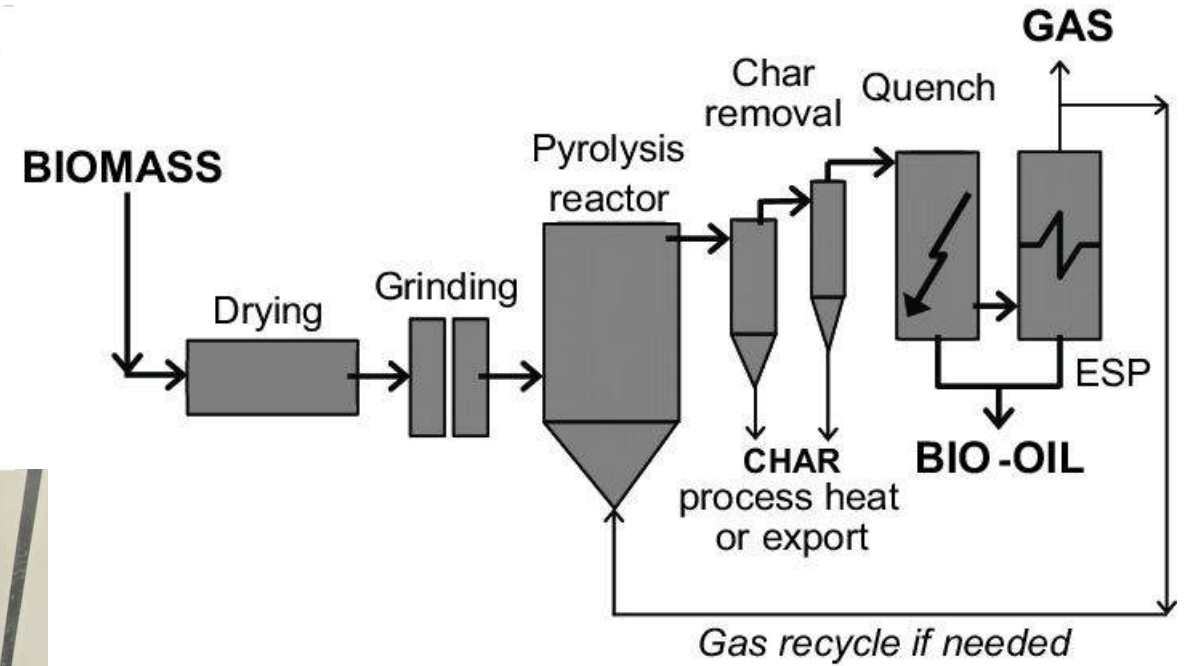 GAS
Char
removal
Quench
Pyrolysis
reactor
BIOMASS
Grinding
Drying
ESP
CHAR
process heat
or export
BIO -OIL
Gas recycle if needed